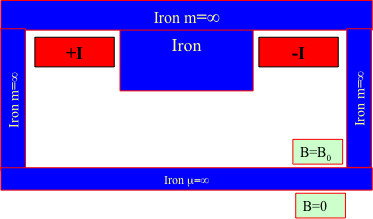 Iron m=∞
Iron
+I
-I
Iron m=∞
Iron m=∞
B=B₀
Iron μ=∞
B=0